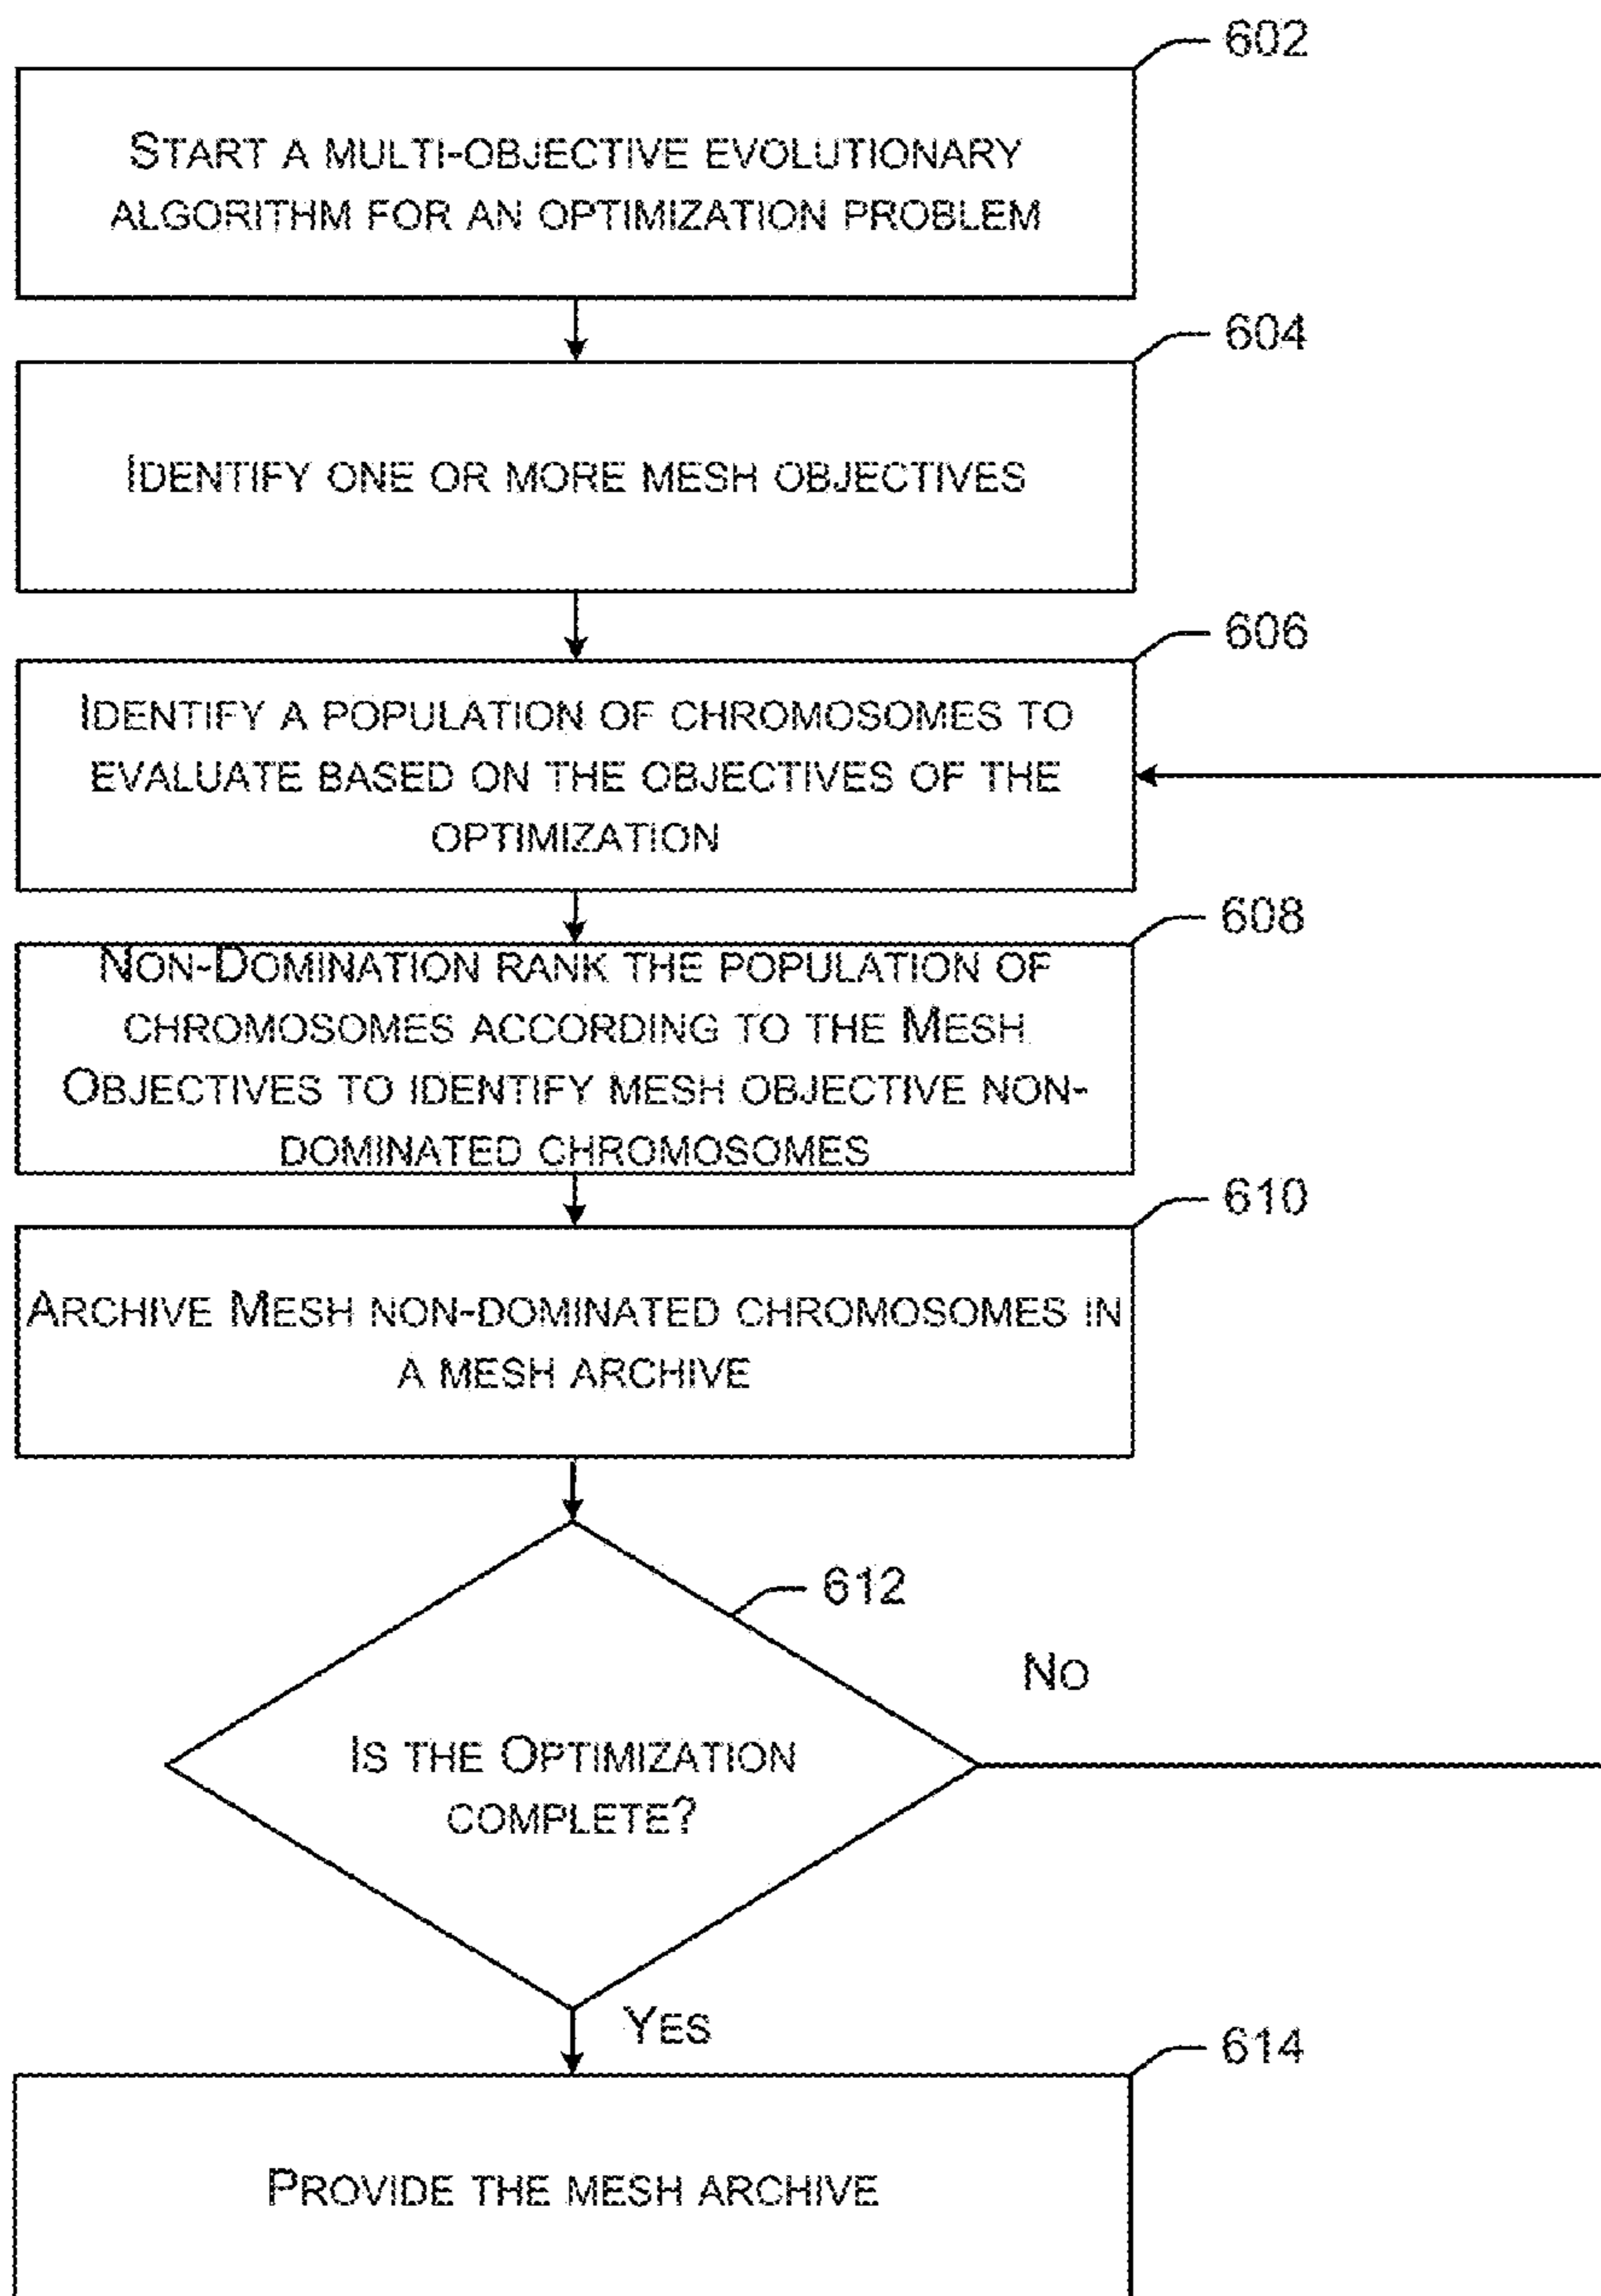 602
START A MULTI-OBJECTIVE EVOLUTIONARY
ALGORITHM FOR AN OPTIMIZATION PROBLEM
604
IDENTIFY ONE OR MORE MESH OBJECTIVES
606
IDENTIFY A POPULATION OF CHROMOSOMES TO
EVALUATE BASED ON THE OBJECTIVES OF THE
OPTIMIZATION
608
NON-DOMINATION RANK THE POPULATION OF
CHROMOSOMES ACCORDING TO THE MESH
OBJECTIVES TO IDENTIFY MESH OBJECTIVE NON-
DOMINATED CHROMOSOMES
610
ARCHIVE MESH NON-DOMINATED CHROMOSOMES IN
A MESH ARCHIVE
612
NO
IS THE OPTIMIZATION
COMPLETE?
YES
614
PROVIDE THE MESH ARCHIVE